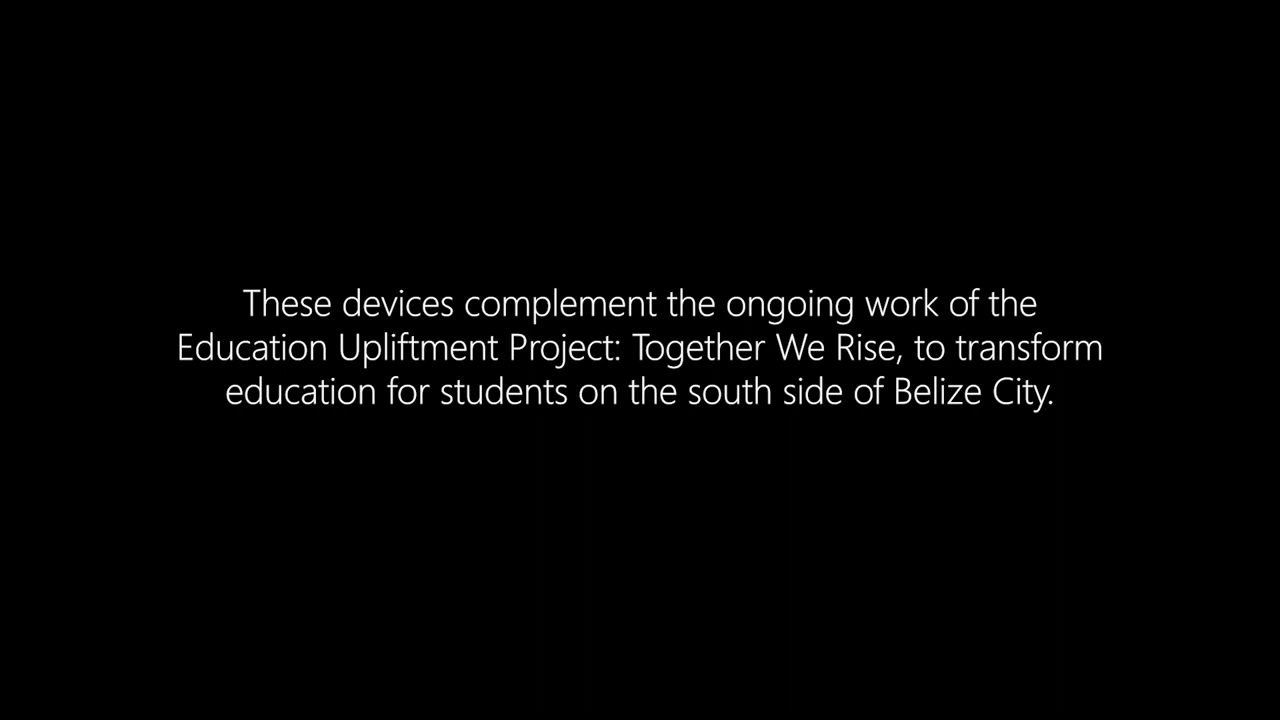 These devices complement the ongoing work of the
Education Upliftment Project: Together We Rise, to transform
education for students on the south side of Belize City.